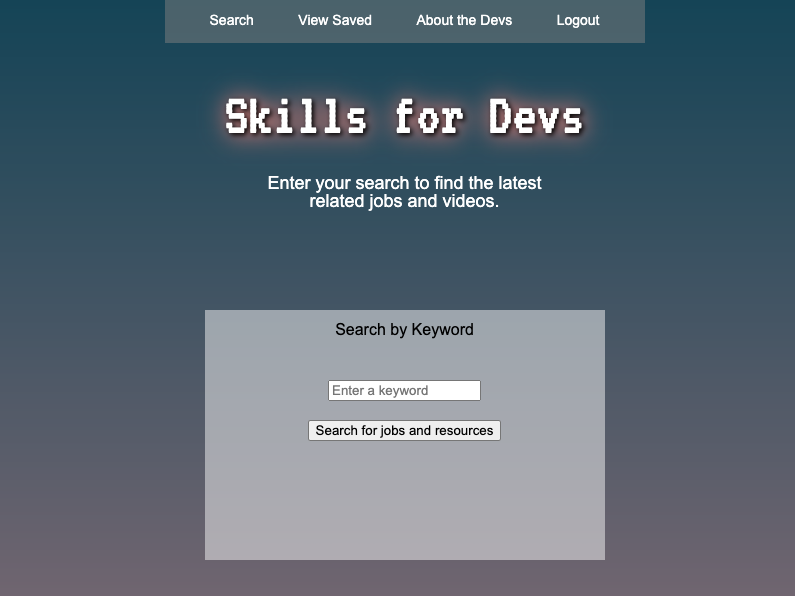 Search View Saved About the Devs Logout
Skills for Devs
Enter your search to find the latest
related jobs and videos.
Search by Keyword
Enter a keyword
Search for jobs and resources